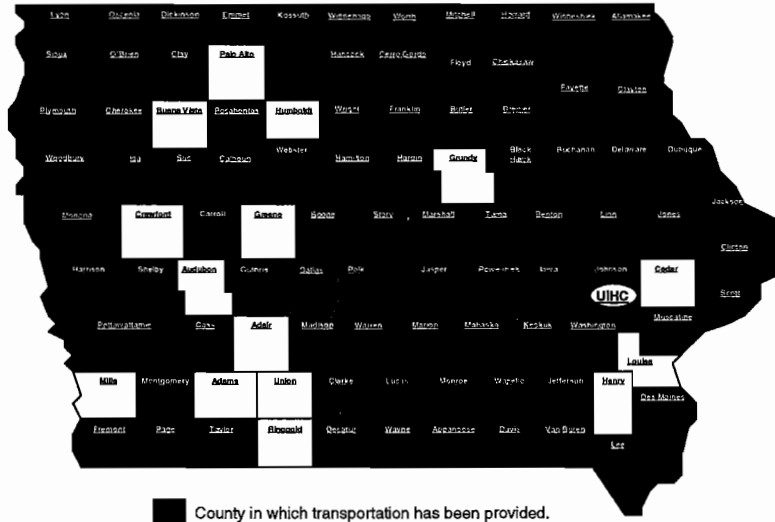 Lyon Osceola Dickinson Emmet Kossuth Winnebago Worth Mitchell Howard Winneshiek Allamakee
Sioux O'Brien Clay Palo Alto Hancock Cerro Gordo Floyd Chickasaw
Fayette Clayton
Plymouth Cherokee Buena Vista Pocahontas Humboldt Wright Franklin Butler Bremer
Woodbury Ida Sac Calhoun Webster Hamilton Hardin Grundy Black Hawk Buchanan Delaware Dubuque
Monona Crawford Carroll Greene Boone Story Marshall Tama Benton Linn Jones Jackson
Clinton
Harrison Shelby Audubon Guthrie Dallas Polk Jasper Poweshiek Iowa Johnson Cedar
UIHC Scott
Pottawattamie Cass Adair Madison Warren Marion Mahaska Keokuk Washington Muscatine
Louisa
Mills Montgomery Adams Union Clarke Lucas Monroe Wapello Jefferson Henry
Des Moines
Fremont Page Taylor Ringgold Decatur Wayne Appanoose Davis Van Buren Lee
County in which transportation has been provided.